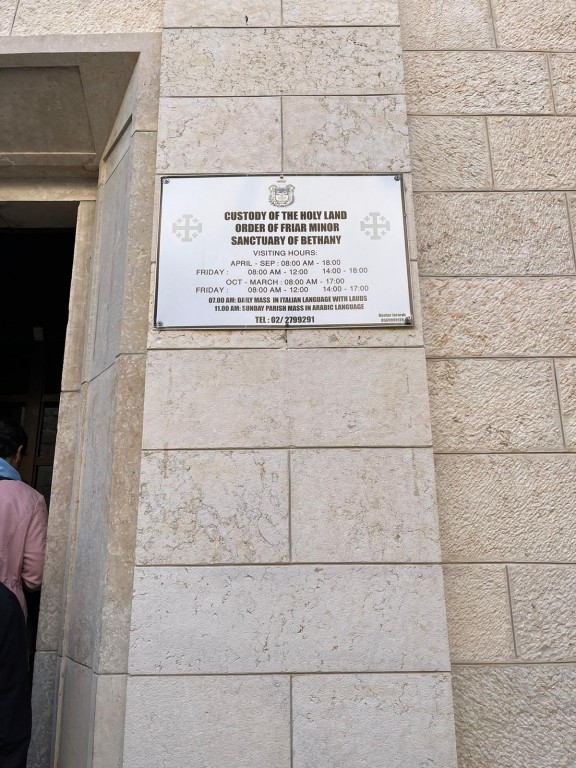 CUSTODY OF THE HOLY LAND
ORDER OF FRIAR MINOR
SANCTUARY OF BETHANY
VISITING HOURS:
APRIL - SEP : 08:00 AM - 18:00
FRIDAY : 08:00 AM - 12:00 14:00 - 18:00
OCT - MARCH : 08:00 AM - 17:00
FRIDAY : 08:00 AM - 12:00 14:00 - 17:00
07.00 AM: DAILY MASS IN ITALIAN LANGUAGE WITH LAUDS
11.00 AM: SUNDAY PARISH MASS IN ARABIC LANGUAGE
TEL : 02/ 2799291